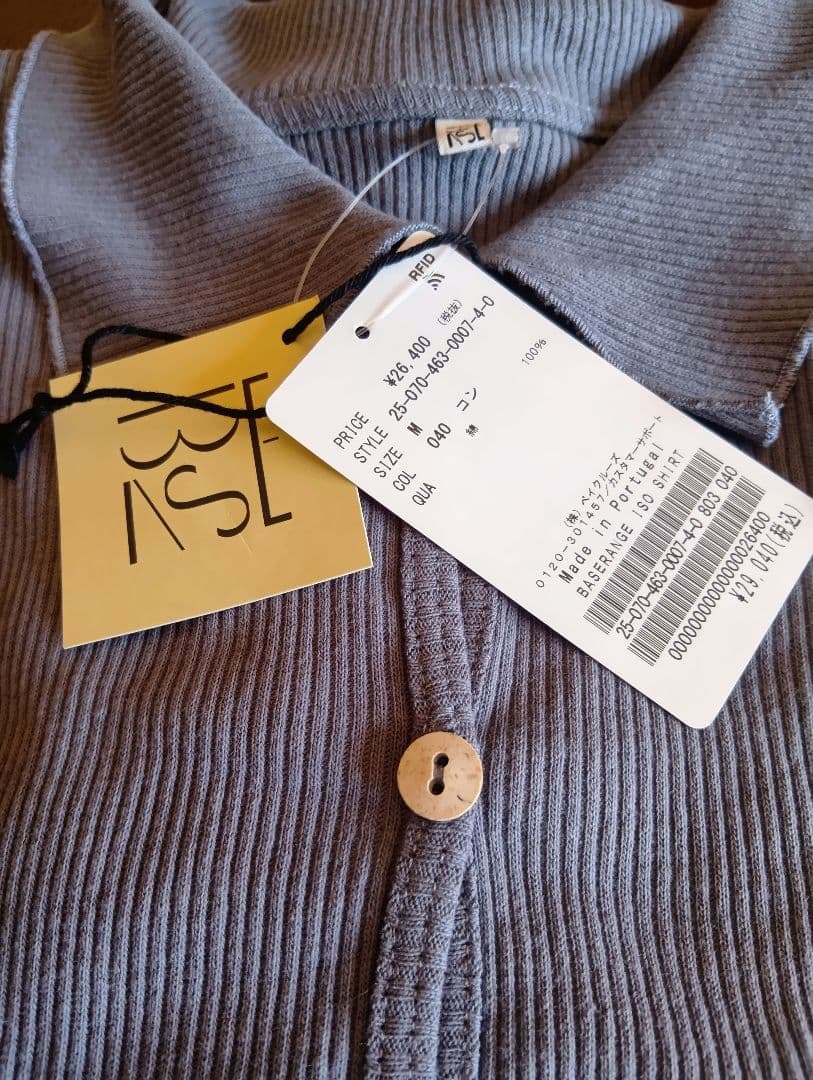 JSV
RFID
PRICE ¥26,400 (税抜)
STYLE 25-070-463-0007-4-0
SIZE M
COL 040 コン
QUA 綿 100%
(株)ベイクルーズ
0120-301457/カスタマーサポート
Made in Portugal
BASERANGE ISO SHIRT
25-070-463-0007-4-0 803 040
0000000000000026400
¥29,040(税込)